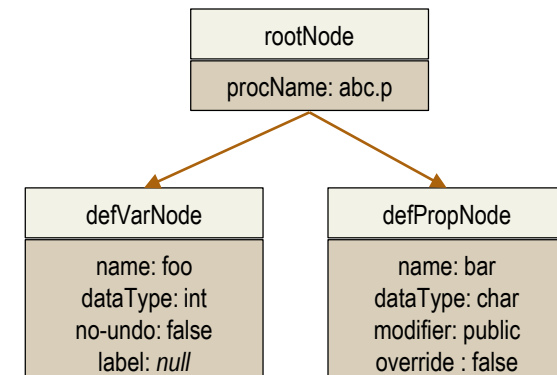 rootNode
procName: abc.p
defVarNode
name: foo
dataType: int
no-undo: false
label: null
defPropNode
name: bar
dataType: char
modifier: public
override : false